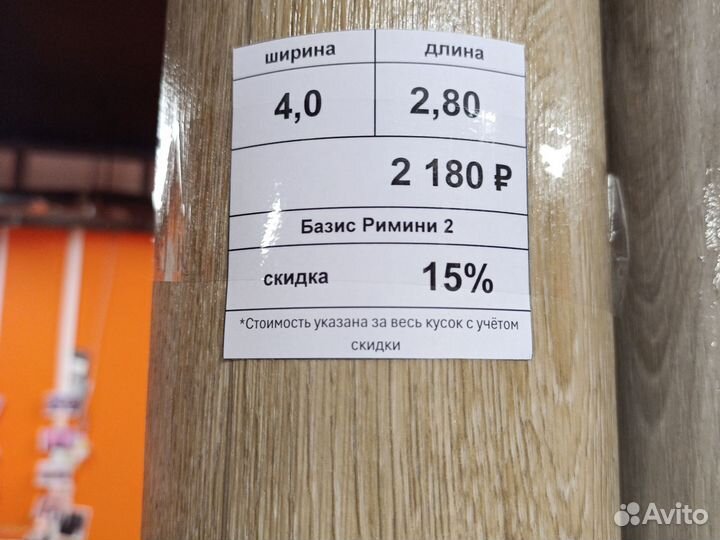 ширина длина
4,0 2,80
2 180 ₽
Базис Римини 2
скидка 15%
*Стоимость указана за весь кусок с учётом
скидки
Avito